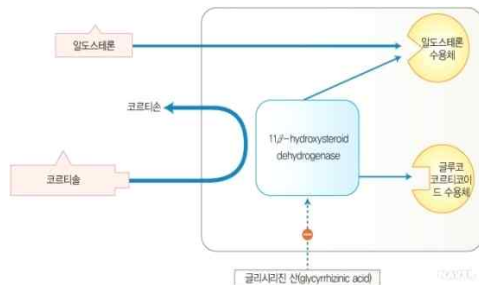 알도스테론
알도스테론
수용체
코르티손
11β-hydroxysteroid
dehydrogenase
코르티솔
글루코
코르티코이
드 수용체
글리시리진 산(glycyrrhizinic acid)
NAVER